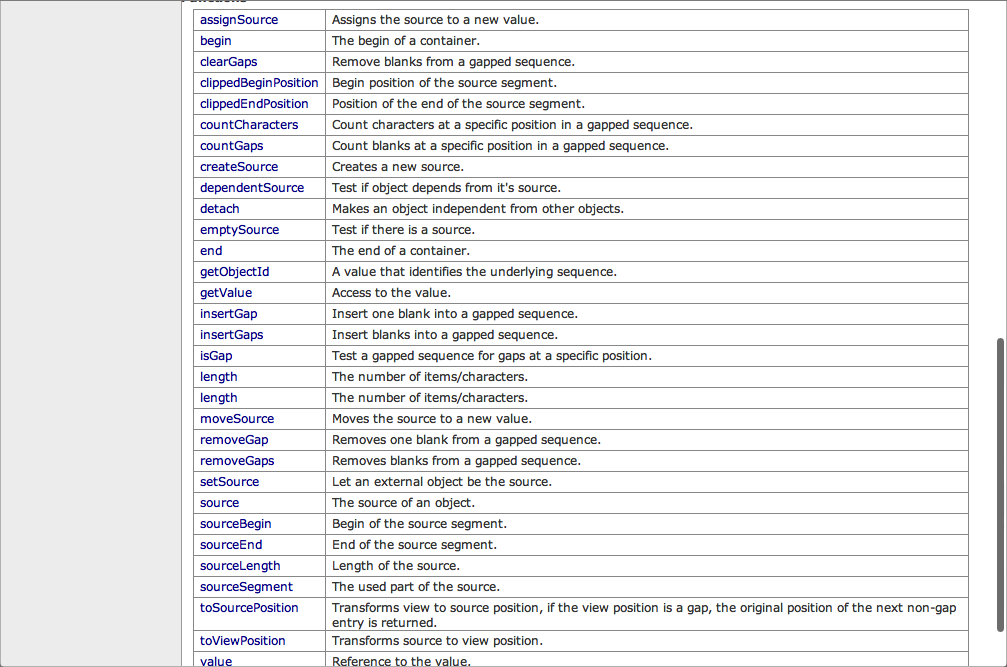 Functions
assignSource Assigns the source to a new value.
begin The begin of a container.
clearGaps Remove blanks from a gapped sequence.
clippedBeginPosition Begin position of the source segment.
clippedEndPosition Position of the end of the source segment.
countCharacters Count characters at a specific position in a gapped sequence.
countGaps Count blanks at a specific position in a gapped sequence.
createSource Creates a new source.
dependentSource Test if object depends from it's source.
detach Makes an object independent from other objects.
emptySource Test if there is a source.
end The end of a container.
getObjectId A value that identifies the underlying sequence.
getValue Access to the value.
insertGap Insert one blank into a gapped sequence.
insertGaps Insert blanks into a gapped sequence.
isGap Test a gapped sequence for gaps at a specific position.
length The number of items/characters.
length The number of items/characters.
moveSource Moves the source to a new value.
removeGap Removes one blank from a gapped sequence.
removeGaps Removes blanks from a gapped sequence.
setSource Let an external object be the source.
source The source of an object.
sourceBegin Begin of the source segment.
sourceEnd End of the source segment.
sourceLength Length of the source.
sourceSegment The used part of the source.
toSourcePosition Transforms view to source position, if the view position is a gap, the original position of the next non-gap
entry is returned.
toViewPosition Transforms source to view position.
value Reference to the value.